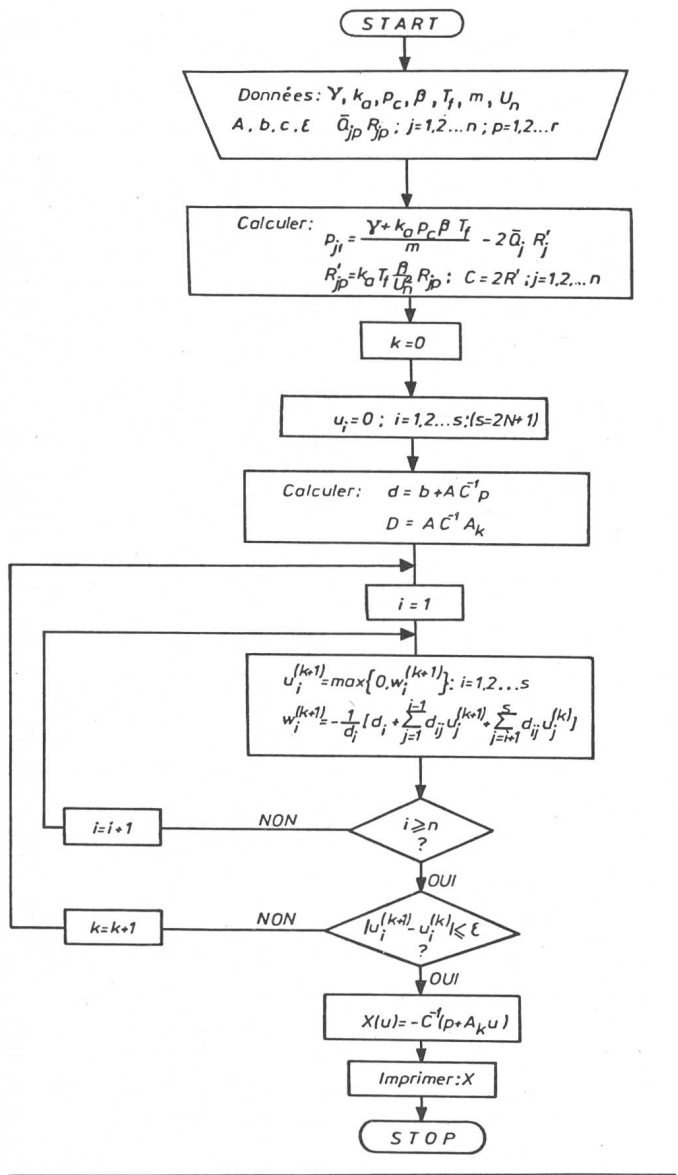 START
Données: γ, k_a, p_c, β, T_f, m, U_n
A, b, c, ε  Q̄_jp R_jp ; j=1,2...n ; p=1,2...r
Calculer: p_j, = (γ + k_a p_c β T_f)/m - 2 Q̄_j R'_j
R'_jp = k_a T_f β/U_n^2 R_jp ; C = 2R' ; j=1,2,...n
k=0
u_i=0 ; i=1,2...s;(s=2N+1)
Calculer: d = b + A C^-1 p
D = A C^-1 A_k
i = 1
u_i^(k+1) = max{0, w_i^(k+1)}: i=1,2...s
w_i^(k+1) = -1/d_i [d_i + Σ_{j=1}^{i-1} d_ij u_j^(k+1) + Σ_{j=i+1}^{s} d_ij u_j^(k)]
i=i+1 NON i ⩾ n
?
OUI
k=k+1 NON |u_i^(k+1) - u_i^(k)| ⩽ ε
?
OUI
X(u) = -C^-1(p+A_k u)
Imprimer: X
STOP